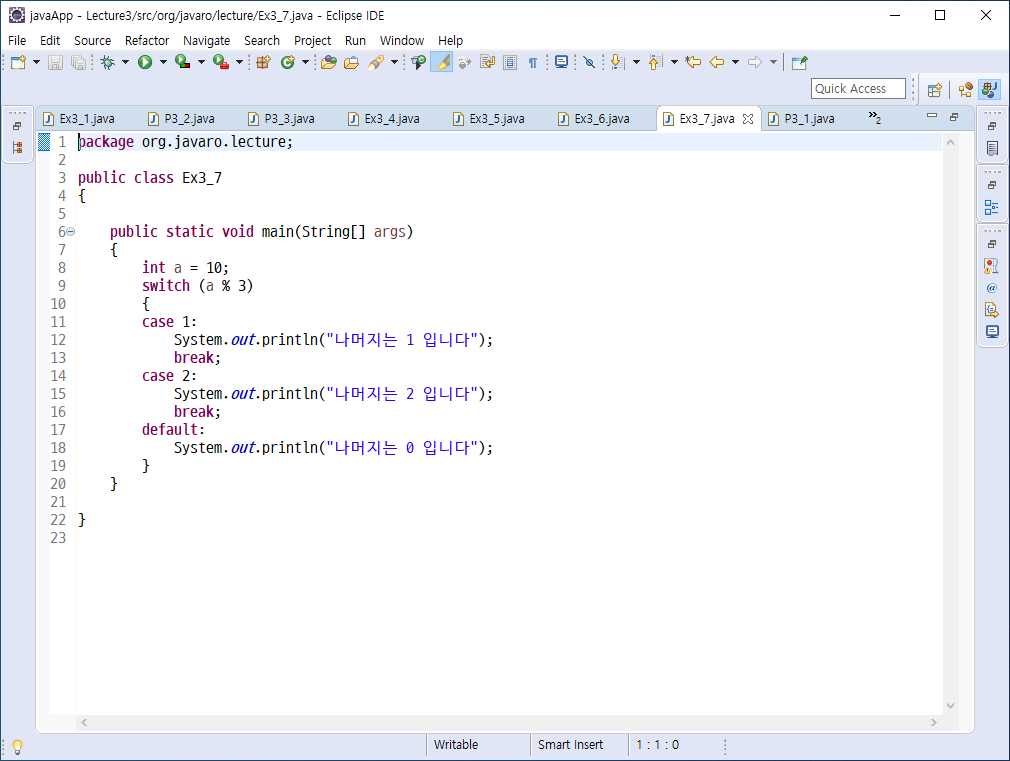 javaApp - Lecture3/src/org/javaro/lecture/Ex3_7.java - Eclipse IDE
File Edit Source Refactor Navigate Search Project Run Window Help
Quick Access
Ex3_1.java P3_2.java P3_3.java Ex3_4.java Ex3_5.java Ex3_6.java Ex3_7.java P3_1.java »2
1 package org.javaro.lecture;
2
3 public class Ex3_7
4 {
5
6 public static void main(String[] args)
7 {
8 int a = 10;
9 switch (a % 3)
10 {
11 case 1:
12 System.out.println("나머지는 1 입니다");
13 break;
14 case 2:
15 System.out.println("나머지는 2 입니다");
16 break;
17 default:
18 System.out.println("나머지는 0 입니다");
19 }
20 }
21
22 }
23
Writable Smart Insert 1 : 1 : 0